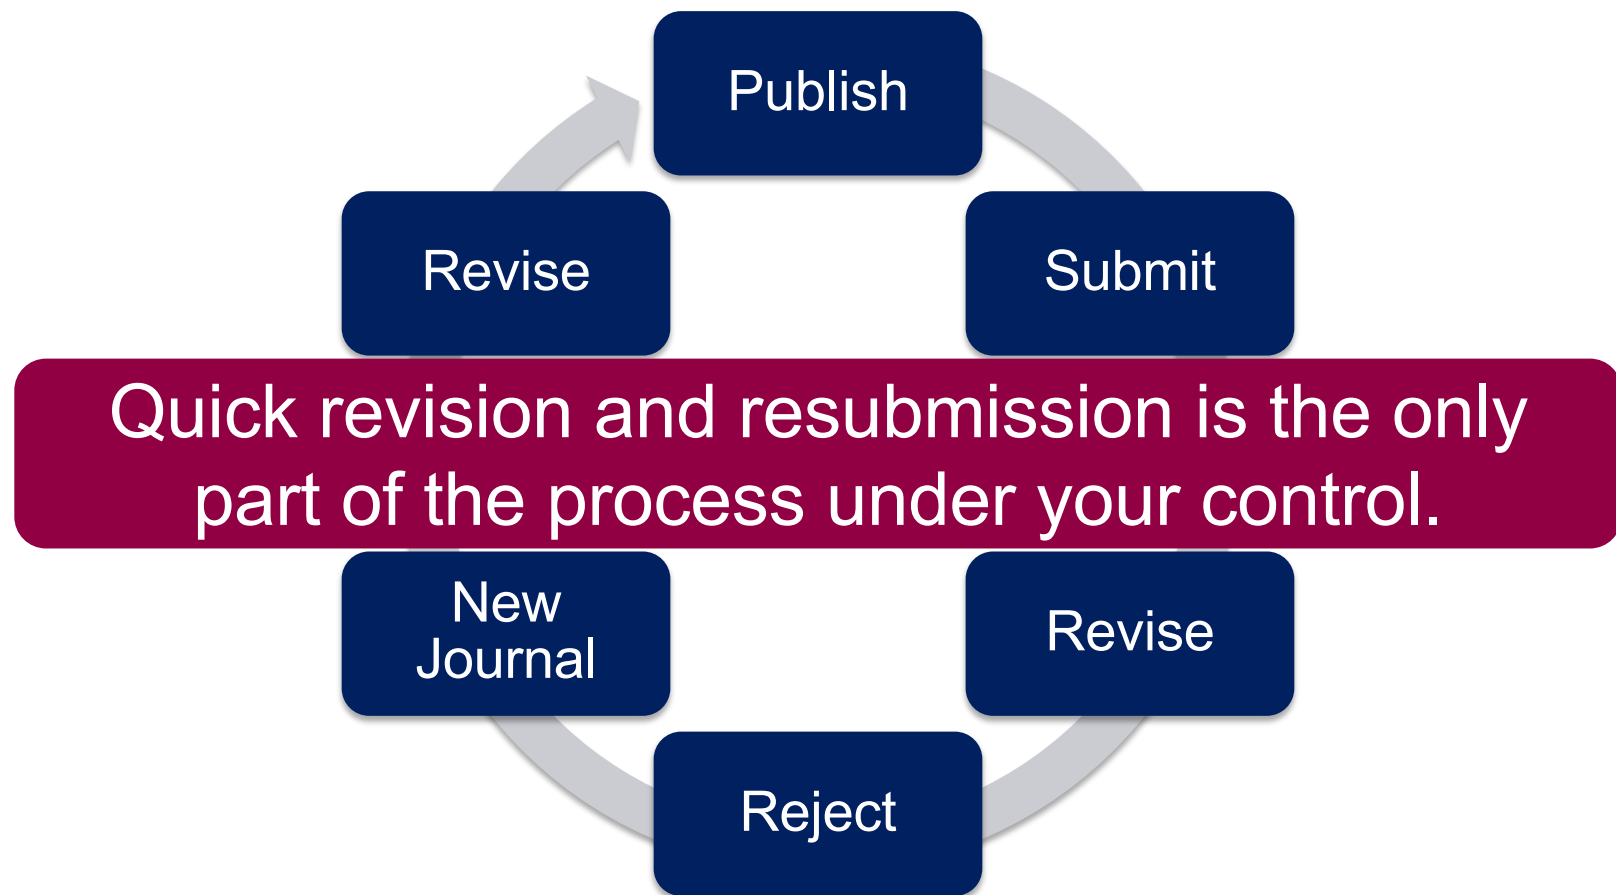 Publish
Revise
Submit
Quick revision and resubmission is the only
part of the process under your control.
New
Journal
Revise
Reject